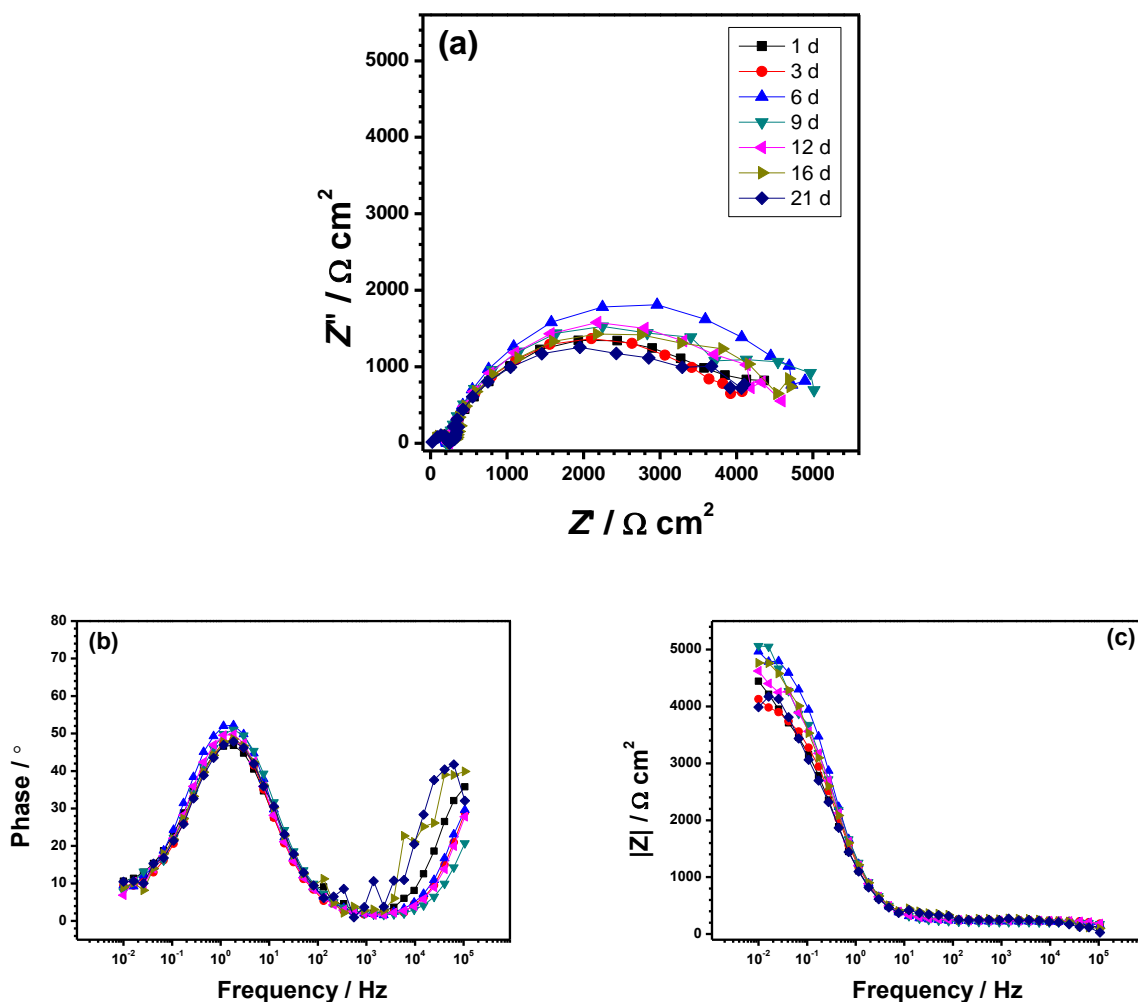 (a)
1 d
3 d
6 d
9 d
12 d
16 d
21 d
5000
4000
3000
2000
1000
0
Z'' / Ω cm²
0 1000 2000 3000 4000 5000
Z' / Ω cm²
(b)
80
70
60
50
40
30
20
10
0
Phase / °
10⁻² 10⁻¹ 10⁰ 10¹ 10² 10³ 10⁴ 10⁵
Frequency / Hz
(c)
5000
4000
3000
2000
1000
0
|Z| / Ω cm²
10⁻² 10⁻¹ 10⁰ 10¹ 10² 10³ 10⁴ 10⁵
Frequency / Hz